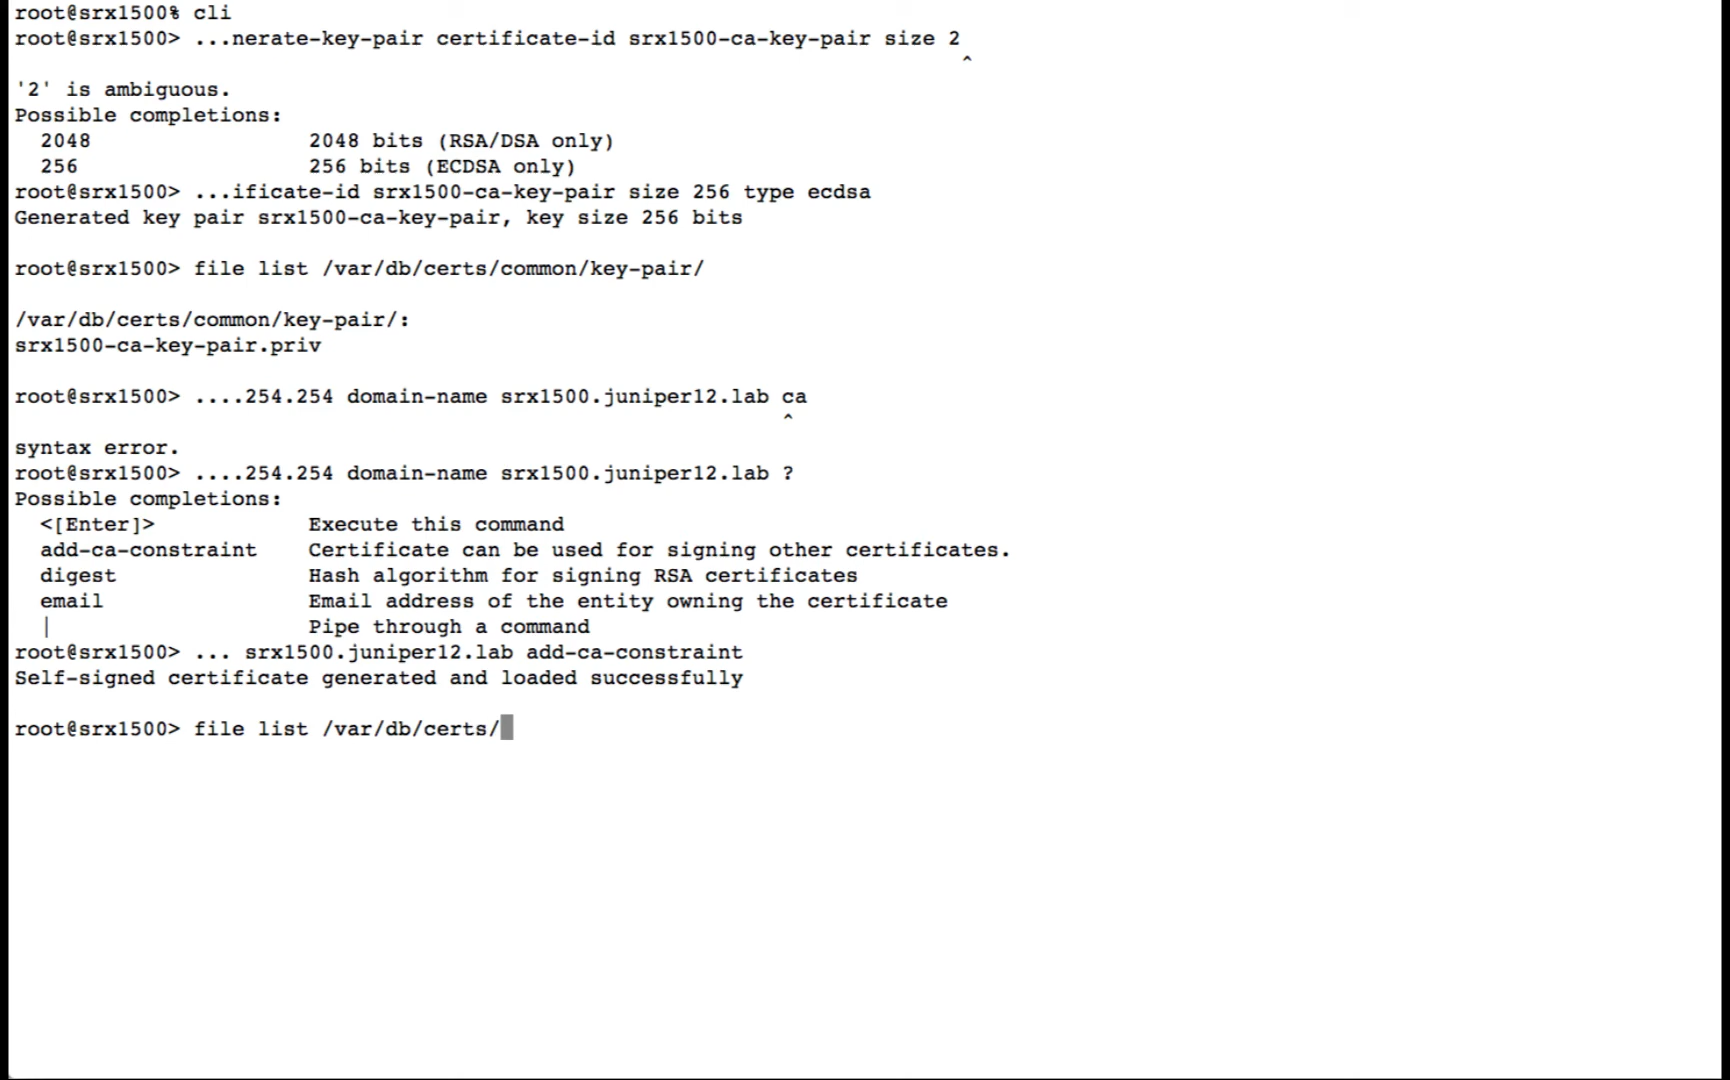 root@srx1500% cli
root@srx1500> ...nerate-key-pair certificate-id srx1500-ca-key-pair size 2
^
'2' is ambiguous.
Possible completions:
2048 2048 bits (RSA/DSA only)
256 256 bits (ECDSA only)
root@srx1500> ...ificate-id srx1500-ca-key-pair size 256 type ecdsa
Generated key pair srx1500-ca-key-pair, key size 256 bits
root@srx1500> file list /var/db/certs/common/key-pair/
/var/db/certs/common/key-pair/:
srx1500-ca-key-pair.priv
root@srx1500> ....254.254 domain-name srx1500.juniper12.lab ca
^
syntax error.
root@srx1500> ....254.254 domain-name srx1500.juniper12.lab ?
Possible completions:
<[Enter]> Execute this command
add-ca-constraint Certificate can be used for signing other certificates.
digest Hash algorithm for signing RSA certificates
email Email address of the entity owning the certificate
| Pipe through a command
root@srx1500> ... srx1500.juniper12.lab add-ca-constraint
Self-signed certificate generated and loaded successfully
root@srx1500> file list /var/db/certs/